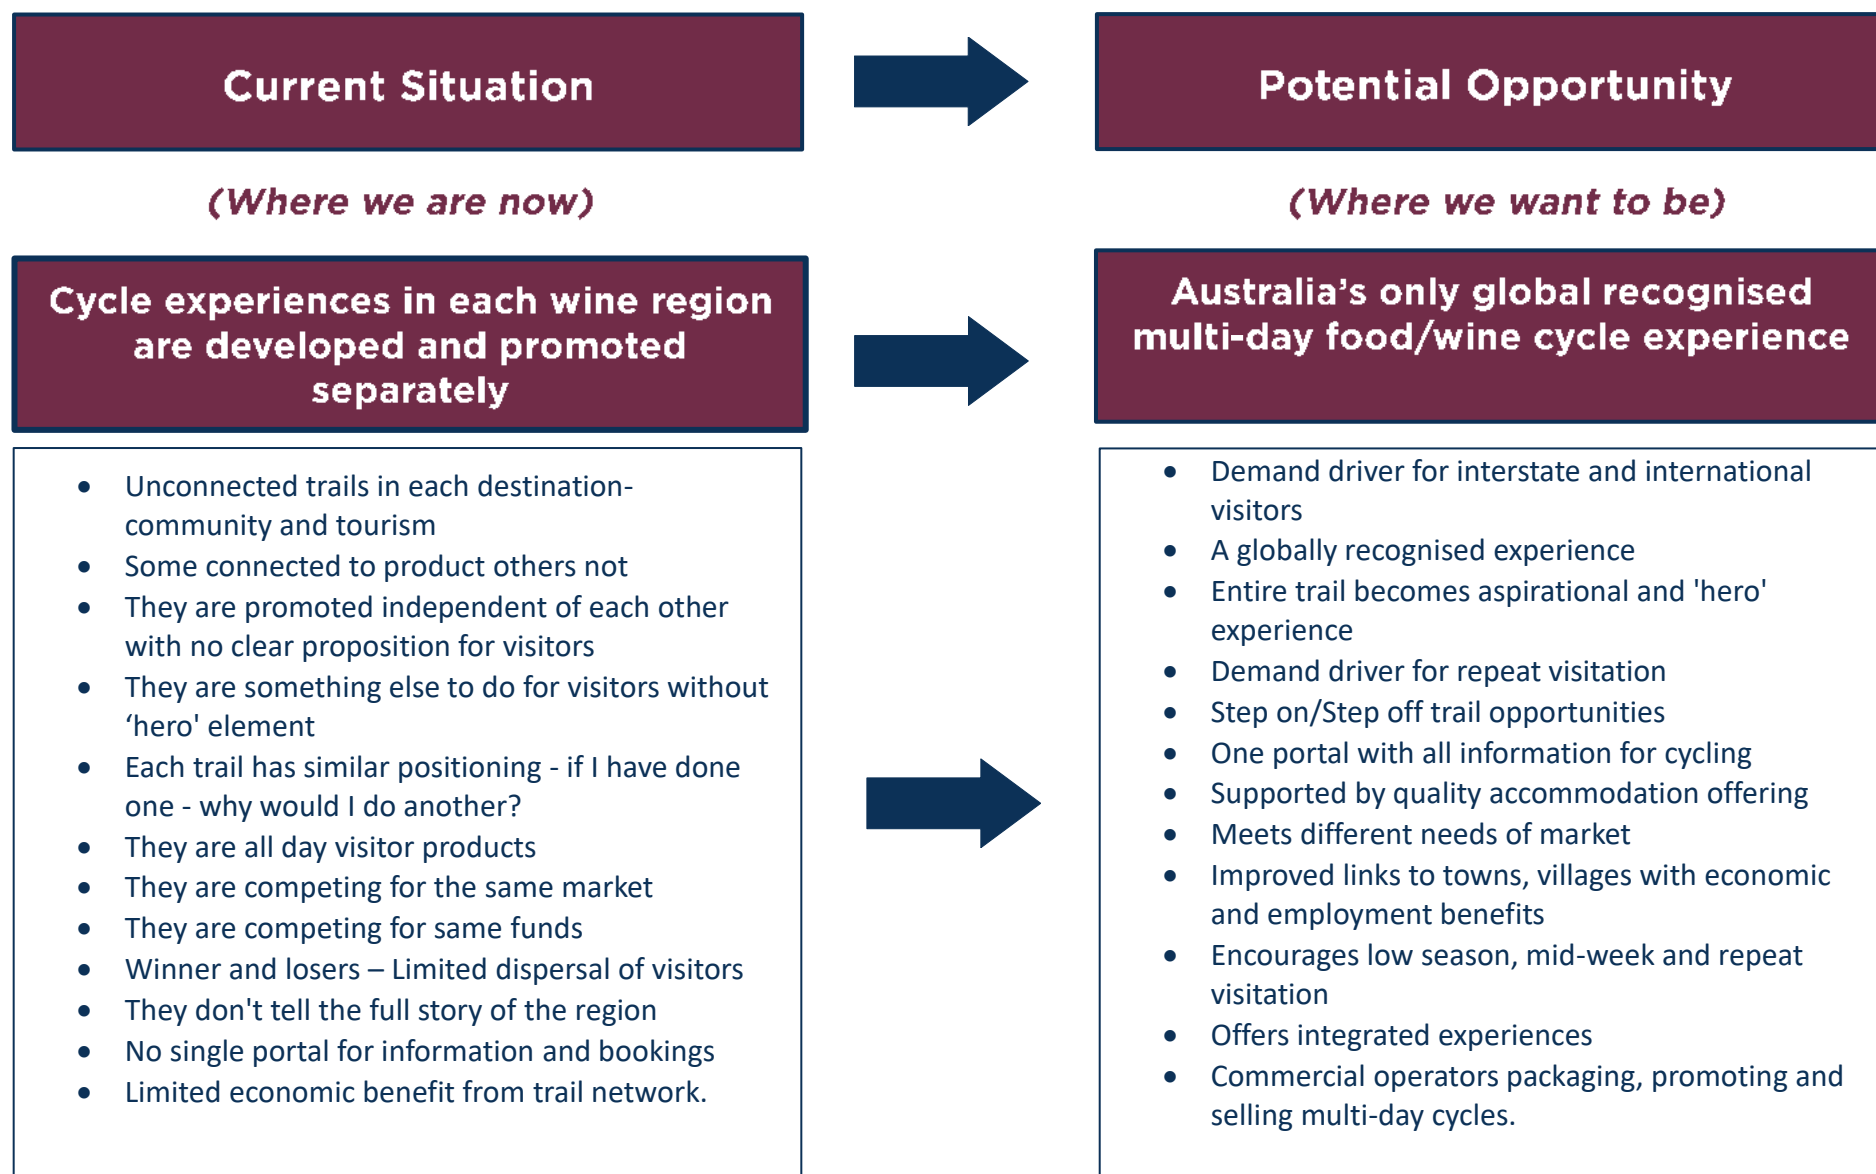 Current Situation
(Where we are now)
Cycle experiences in each wine region
are developed and promoted
separately
• Unconnected trails in each destination-
community and tourism
• Some connected to product others not
• They are promoted independent of each other
with no clear proposition for visitors
• They are something else to do for visitors without
‘hero' element
• Each trail has similar positioning - if I have done
one - why would I do another?
• They are all day visitor products
• They are competing for the same market
• They are competing for same funds
• Winner and losers – Limited dispersal of visitors
• They don't tell the full story of the region
• No single portal for information and bookings
• Limited economic benefit from trail network.
Potential Opportunity
(Where we want to be)
Australia's only global recognised
multi-day food/wine cycle experience
• Demand driver for interstate and international
visitors
• A globally recognised experience
• Entire trail becomes aspirational and 'hero'
experience
• Demand driver for repeat visitation
• Step on/Step off trail opportunities
• One portal with all information for cycling
• Supported by quality accommodation offering
• Meets different needs of market
• Improved links to towns, villages with economic
and employment benefits
• Encourages low season, mid-week and repeat
visitation
• Offers integrated experiences
• Commercial operators packaging, promoting and
selling multi-day cycles.